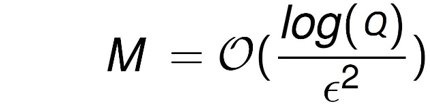 M = 𝒪(log(Q)/ϵ²)